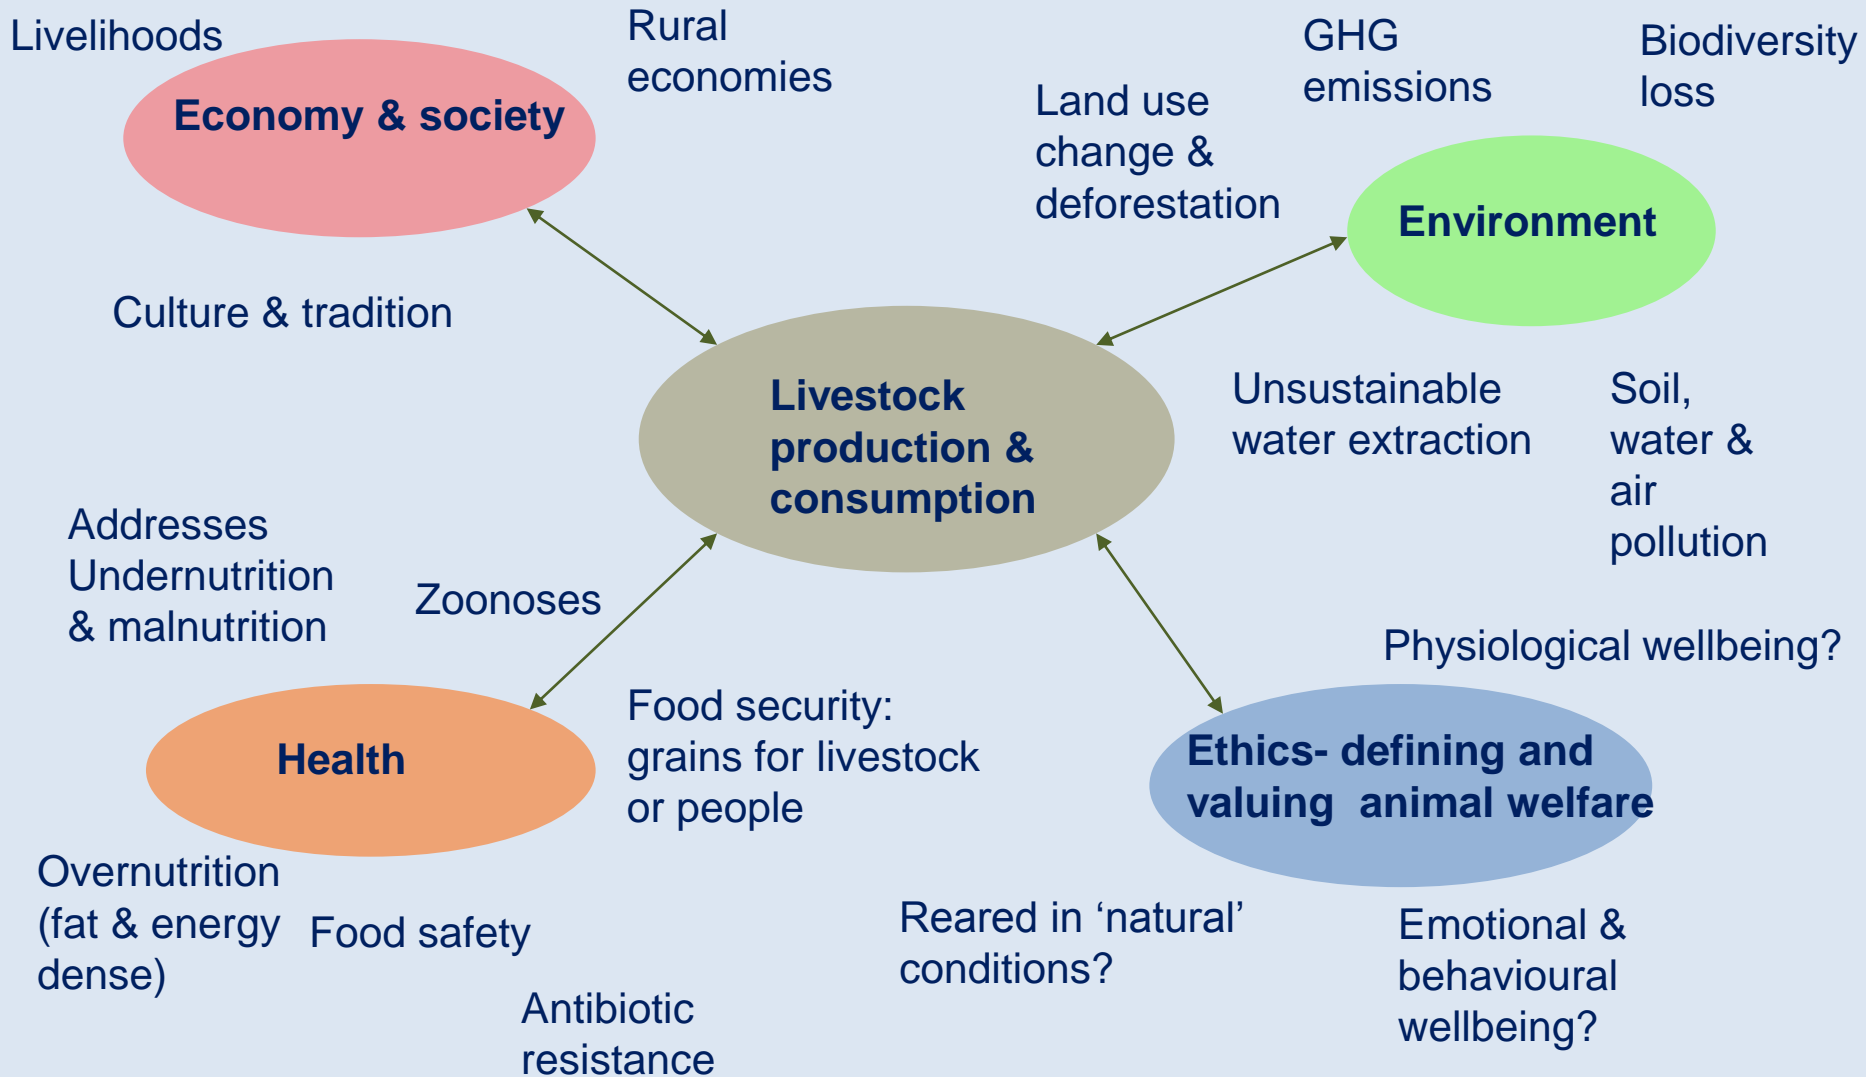 Livelihoods
Economy & society
Rural
economies
Culture & tradition
GHG
emissions
Biodiversity
loss
Land use
change &
deforestation
Environment
Unsustainable
water extraction
Soil,
water &
air
pollution
Livestock
production &
consumption
Addresses
Undernutrition
& malnutrition
Zoonoses
Health
Food security:
grains for livestock
or people
Overnutrition
(fat & energy
dense)
Food safety
Antibiotic
resistance
Physiological wellbeing?
Ethics- defining and
valuing  animal welfare
Reared in ‘natural’
conditions?
Emotional &
behavioural
wellbeing?